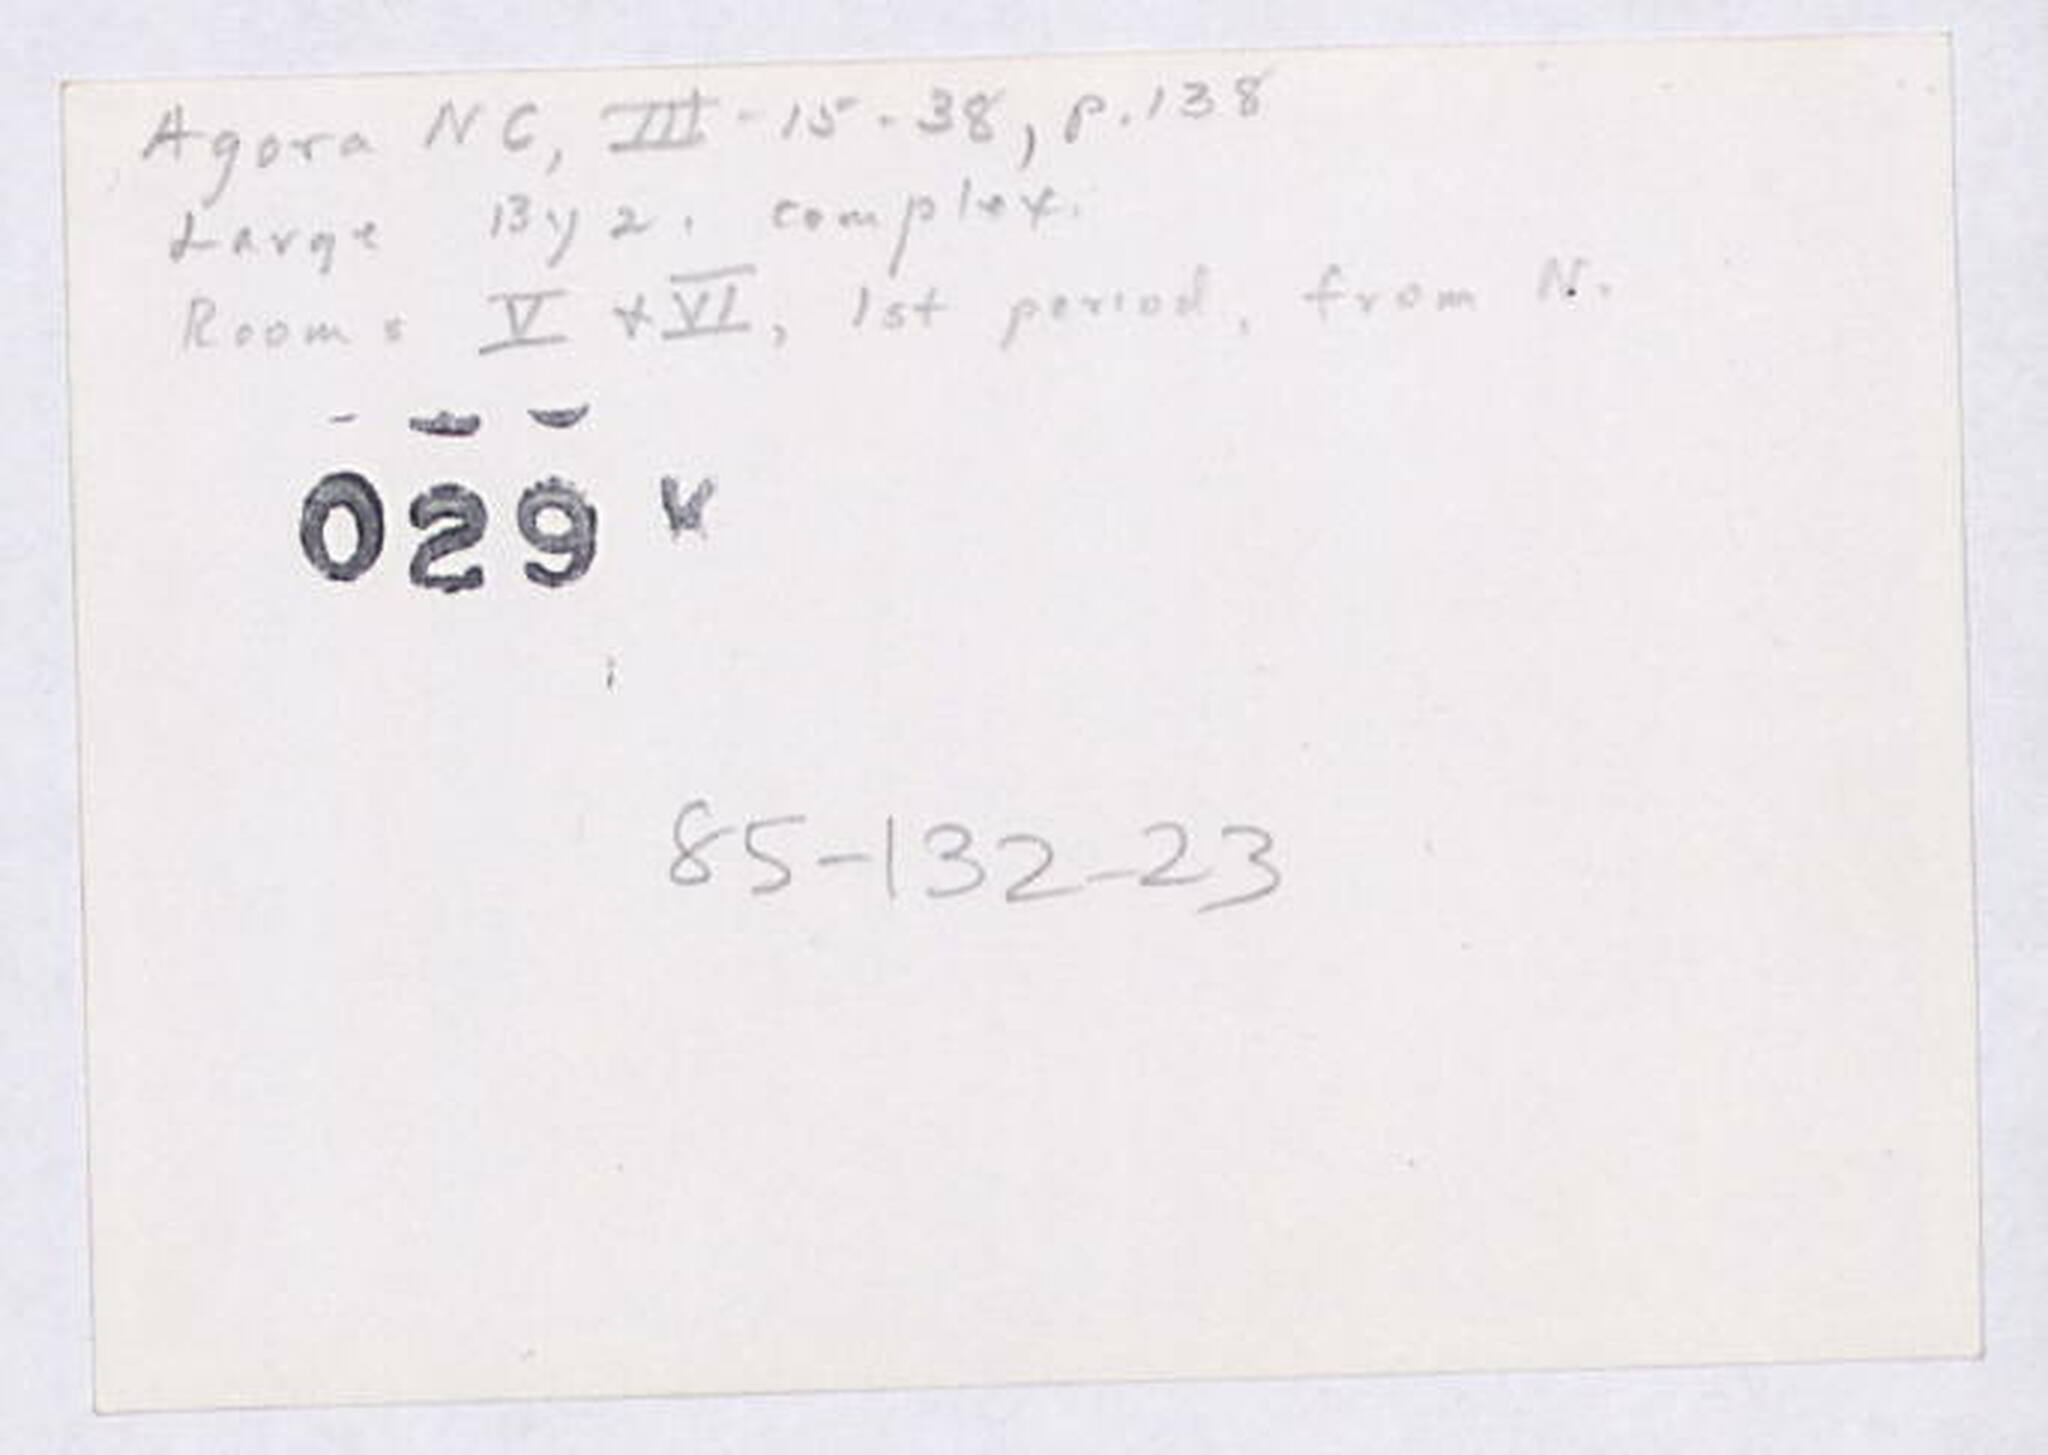 Agora NC, III-15-38, p.138
Large Byz. complex.
Rooms V + VI, 1st period, from N.
029
85-132-23